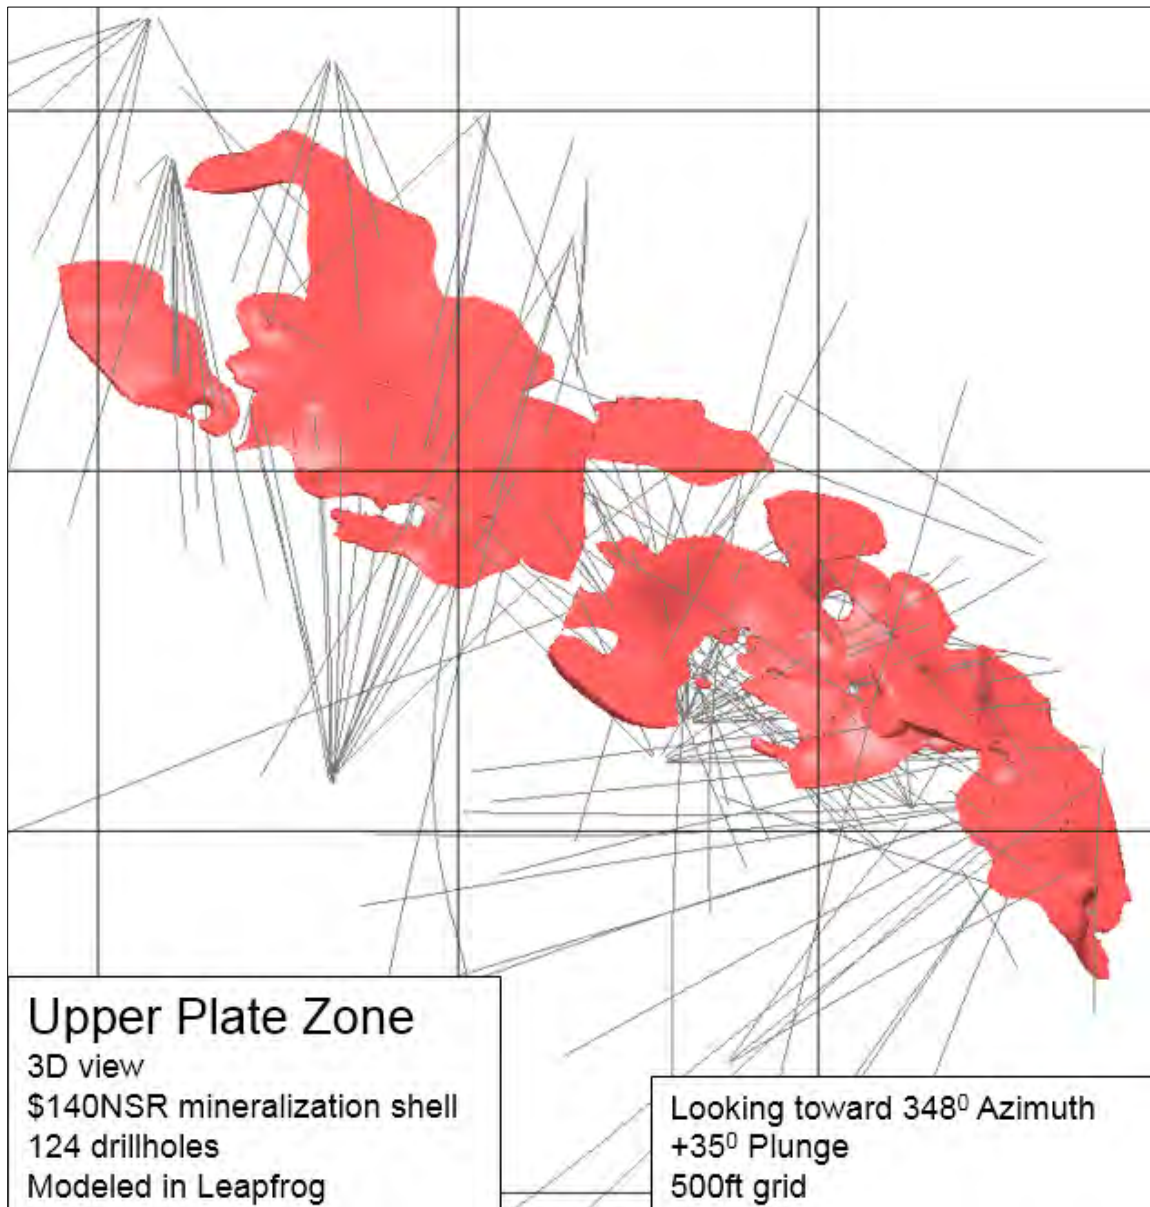 Upper Plate Zone
3D view
$140NSR mineralization shell
124 drillholes
Modeled in Leapfrog
Looking toward 348⁰ Azimuth
+35⁰ Plunge
500ft grid